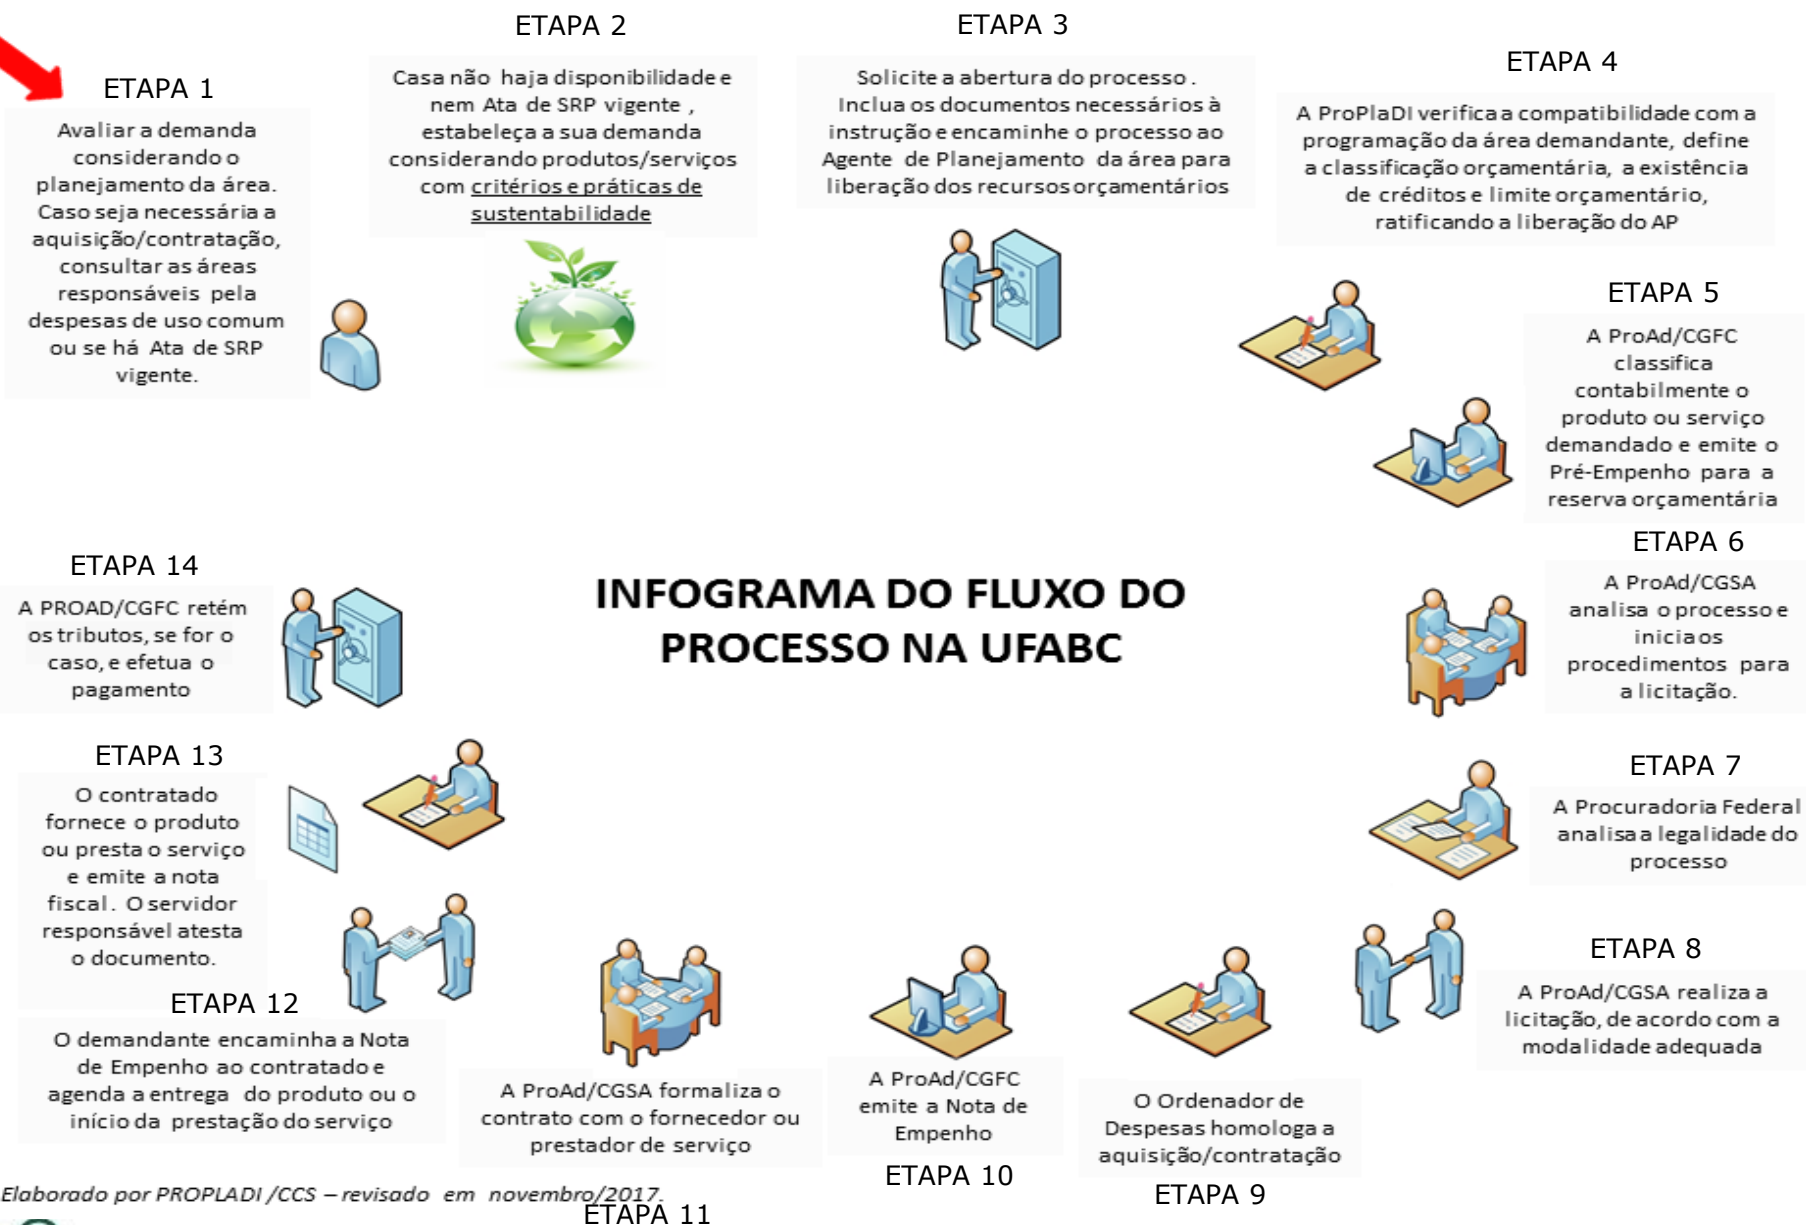 ETAPA 1
Avaliar a demanda
considerando o
planejamento da área.
Caso seja necessária a
aquisição/contratação,
consultar as áreas
responsáveis pela
despesas de uso comum
ou se há Ata de SRP
vigente.
ETAPA 2
Casa não haja disponibilidade e
nem Ata de SRP vigente ,
estabeleça a sua demanda
considerando produtos/serviços
com critérios e práticas de
sustentabilidade
ETAPA 3
Solicite a abertura do processo .
Inclua os documentos necessários à
instrução e encaminhe o processo ao
Agente de Planejamento da área para
liberação dos recursos orçamentários
ETAPA 4
A ProPlaDI verifica a compatibilidade com a
programação da área demandante, define
a classificação orçamentária, a existência
de créditos e limite orçamentário,
ratificando a liberação do AP
ETAPA 5
A ProAd/CGFC
classifica
contabilmente o
produto ou serviço
demandado e emite o
Pré-Empenho para a
reserva orçamentária
ETAPA 6
A ProAd/CGSA
analisa o processo e
inicia os
procedimentos para
a licitação.
ETAPA 7
A Procuradoria Federal
analisa a legalidade do
processo
ETAPA 8
A ProAd/CGSA realiza a
licitação, de acordo com a
modalidade adequada
O Ordenador de
Despesas homologa a
aquisição/contratação
ETAPA 9
A ProAd/CGFC
emite a Nota de
Empenho
ETAPA 10
A ProAd/CGSA formaliza o
contrato com o fornecedor ou
prestador de serviço
ETAPA 11
ETAPA 12
O demandante encaminha a Nota
de Empenho ao contratado e
agenda a entrega do produto ou o
início da prestação do serviço
ETAPA 13
O contratado
fornece o produto
ou presta o serviço
e emite a nota
fiscal. O servidor
responsável atesta
o documento.
ETAPA 14
A PROAD/CGFC retém
os tributos, se for o
caso, e efetua o
pagamento
INFOGRAMA DO FLUXO DO
PROCESSO NA UFABC
Elaborado por PROPLADI /CCS – revisado em novembro/2017.